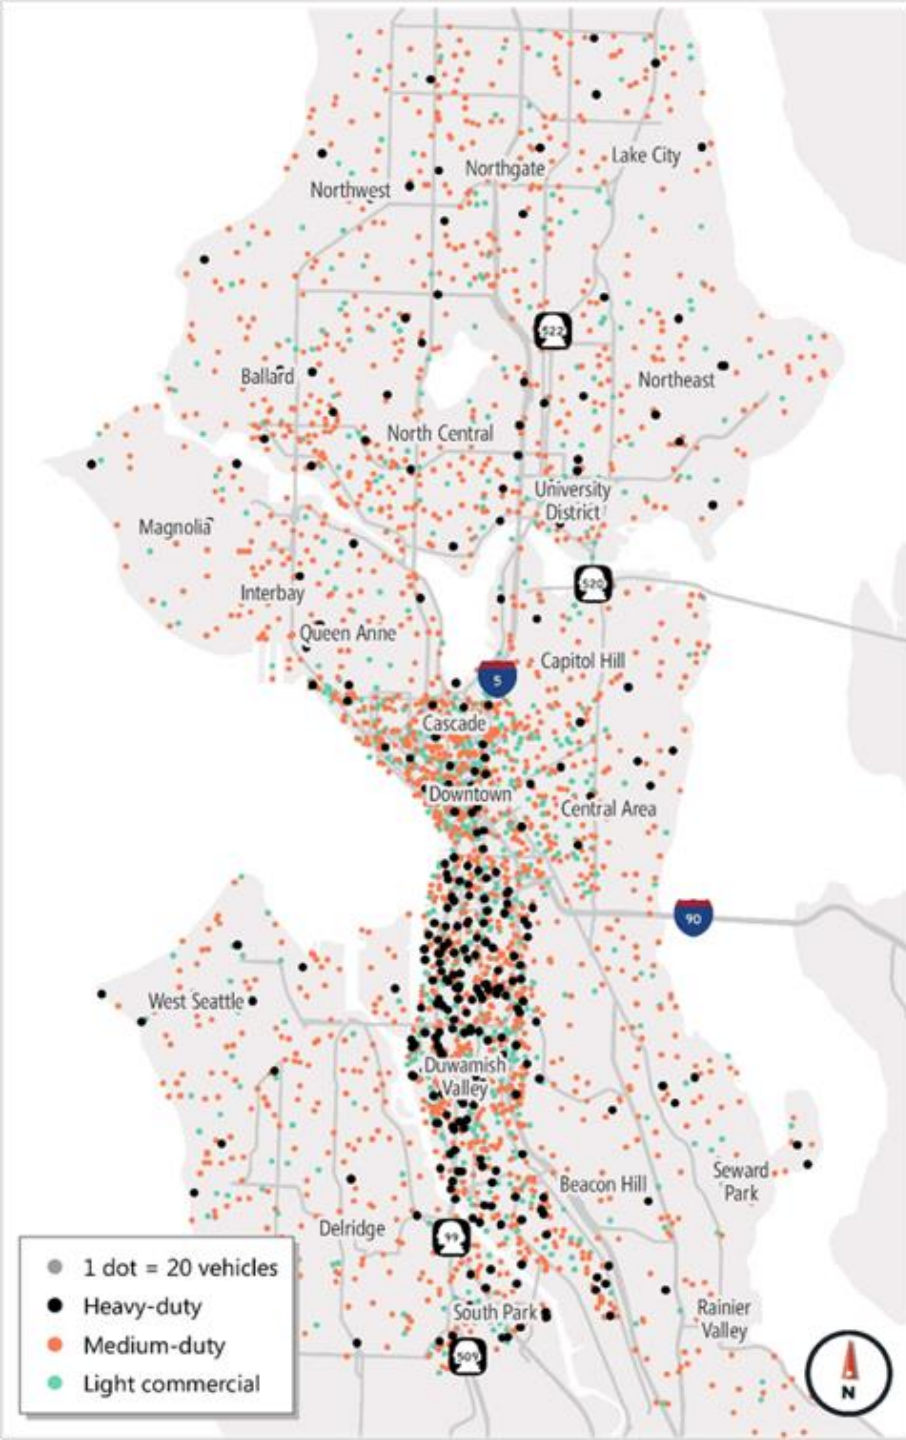 Northgate
Lake City
Northwest
522
Ballard
Northeast
North Central
University
District
Magnolia
520
Interbay
Queen Anne
Capitol Hill
5
Cascade
Downtown
Central Area
90
West Seattle
Duwamish
Valley
Beacon Hill
Seward
Park
Delridge
99
1 dot = 20 vehicles
Heavy-duty
Medium-duty
Light commercial
South Park
Rainier
Valley
509
N